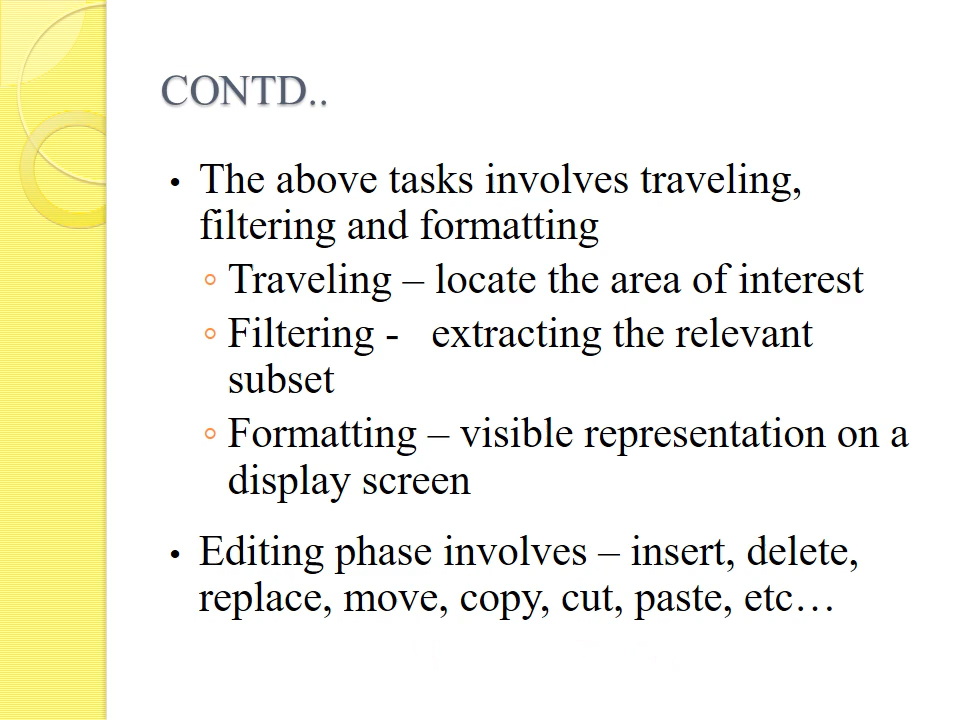 CONTD..
• The above tasks involves traveling,
filtering and formatting
◦ Traveling – locate the area of interest
◦ Filtering -   extracting the relevant
subset
◦ Formatting – visible representation on a
display screen
• Editing phase involves – insert, delete,
replace, move, copy, cut, paste, etc…